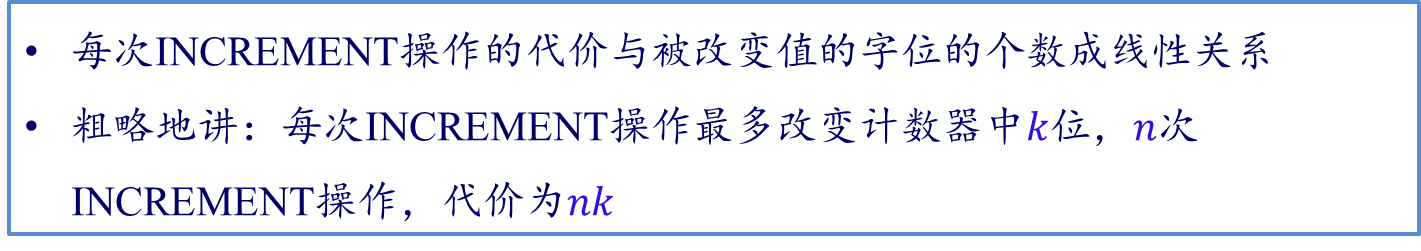 • 每次INCREMENT操作的代价与被改变值的字位的个数成线性关系
• 粗略地讲：每次INCREMENT操作最多改变计数器中k位，n次
INCREMENT操作，代价为nk